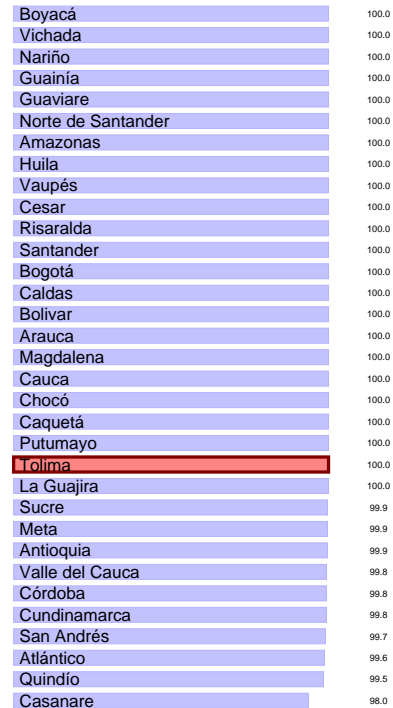 Boyacá 100.0
Vichada 100.0
Nariño 100.0
Guainía 100.0
Guaviare 100.0
Norte de Santander 100.0
Amazonas 100.0
Huila 100.0
Vaupés 100.0
Cesar 100.0
Risaralda 100.0
Santander 100.0
Bogotá 100.0
Caldas 100.0
Bolivar 100.0
Arauca 100.0
Magdalena 100.0
Cauca 100.0
Chocó 100.0
Caquetá 100.0
Putumayo 100.0
Tolima 100.0
La Guajira 100.0
Sucre 99.9
Meta 99.9
Antioquia 99.9
Valle del Cauca 99.8
Córdoba 99.8
Cundinamarca 99.8
San Andrés 99.7
Atlántico 99.6
Quindío 99.5
Casanare 98.0